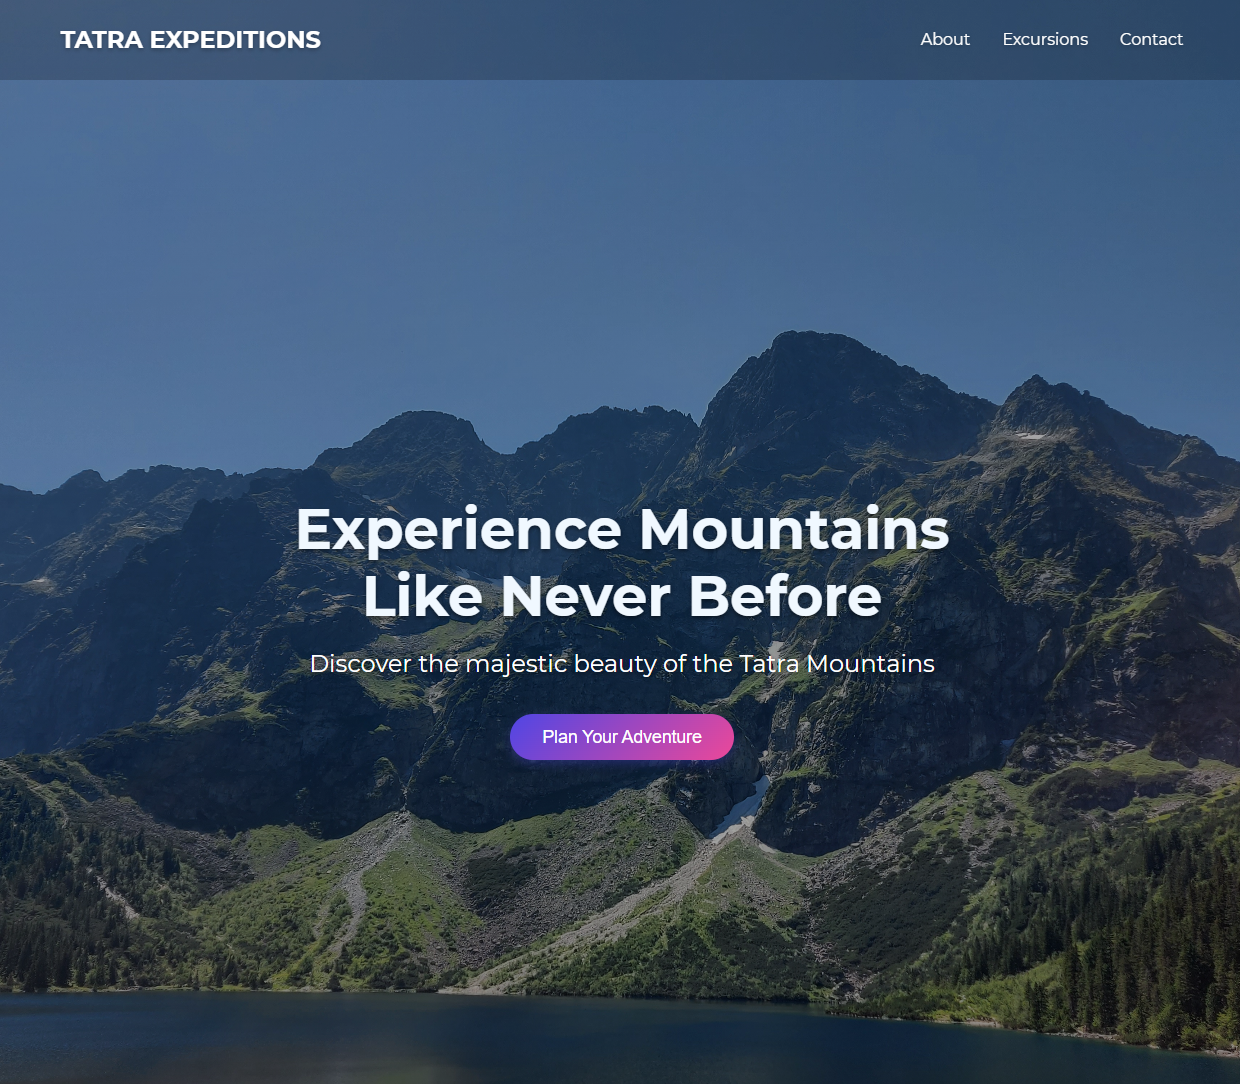 TATRA EXPEDITIONS
About Excursions Contact
Experience Mountains
Like Never Before
Discover the majestic beauty of the Tatra Mountains
Plan Your Adventure